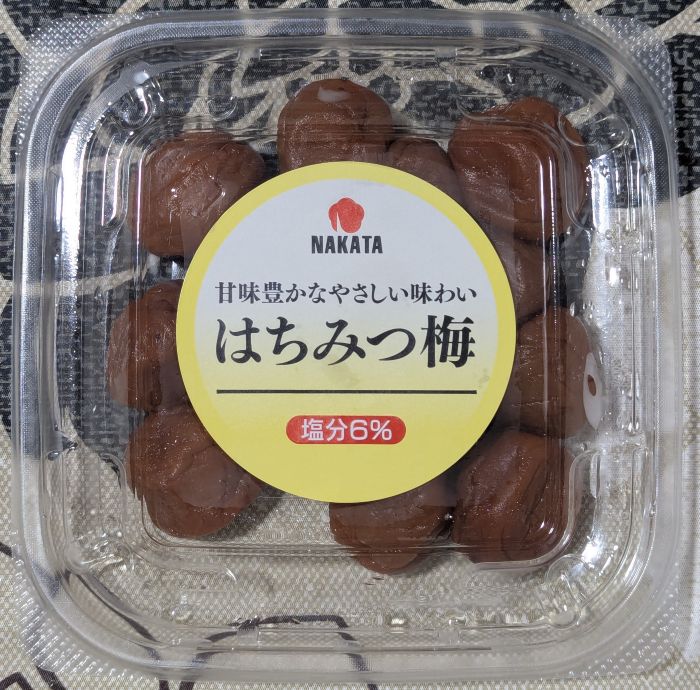 NAKATA
甘味豊かなやさしい味わい
はちみつ梅
塩分6%